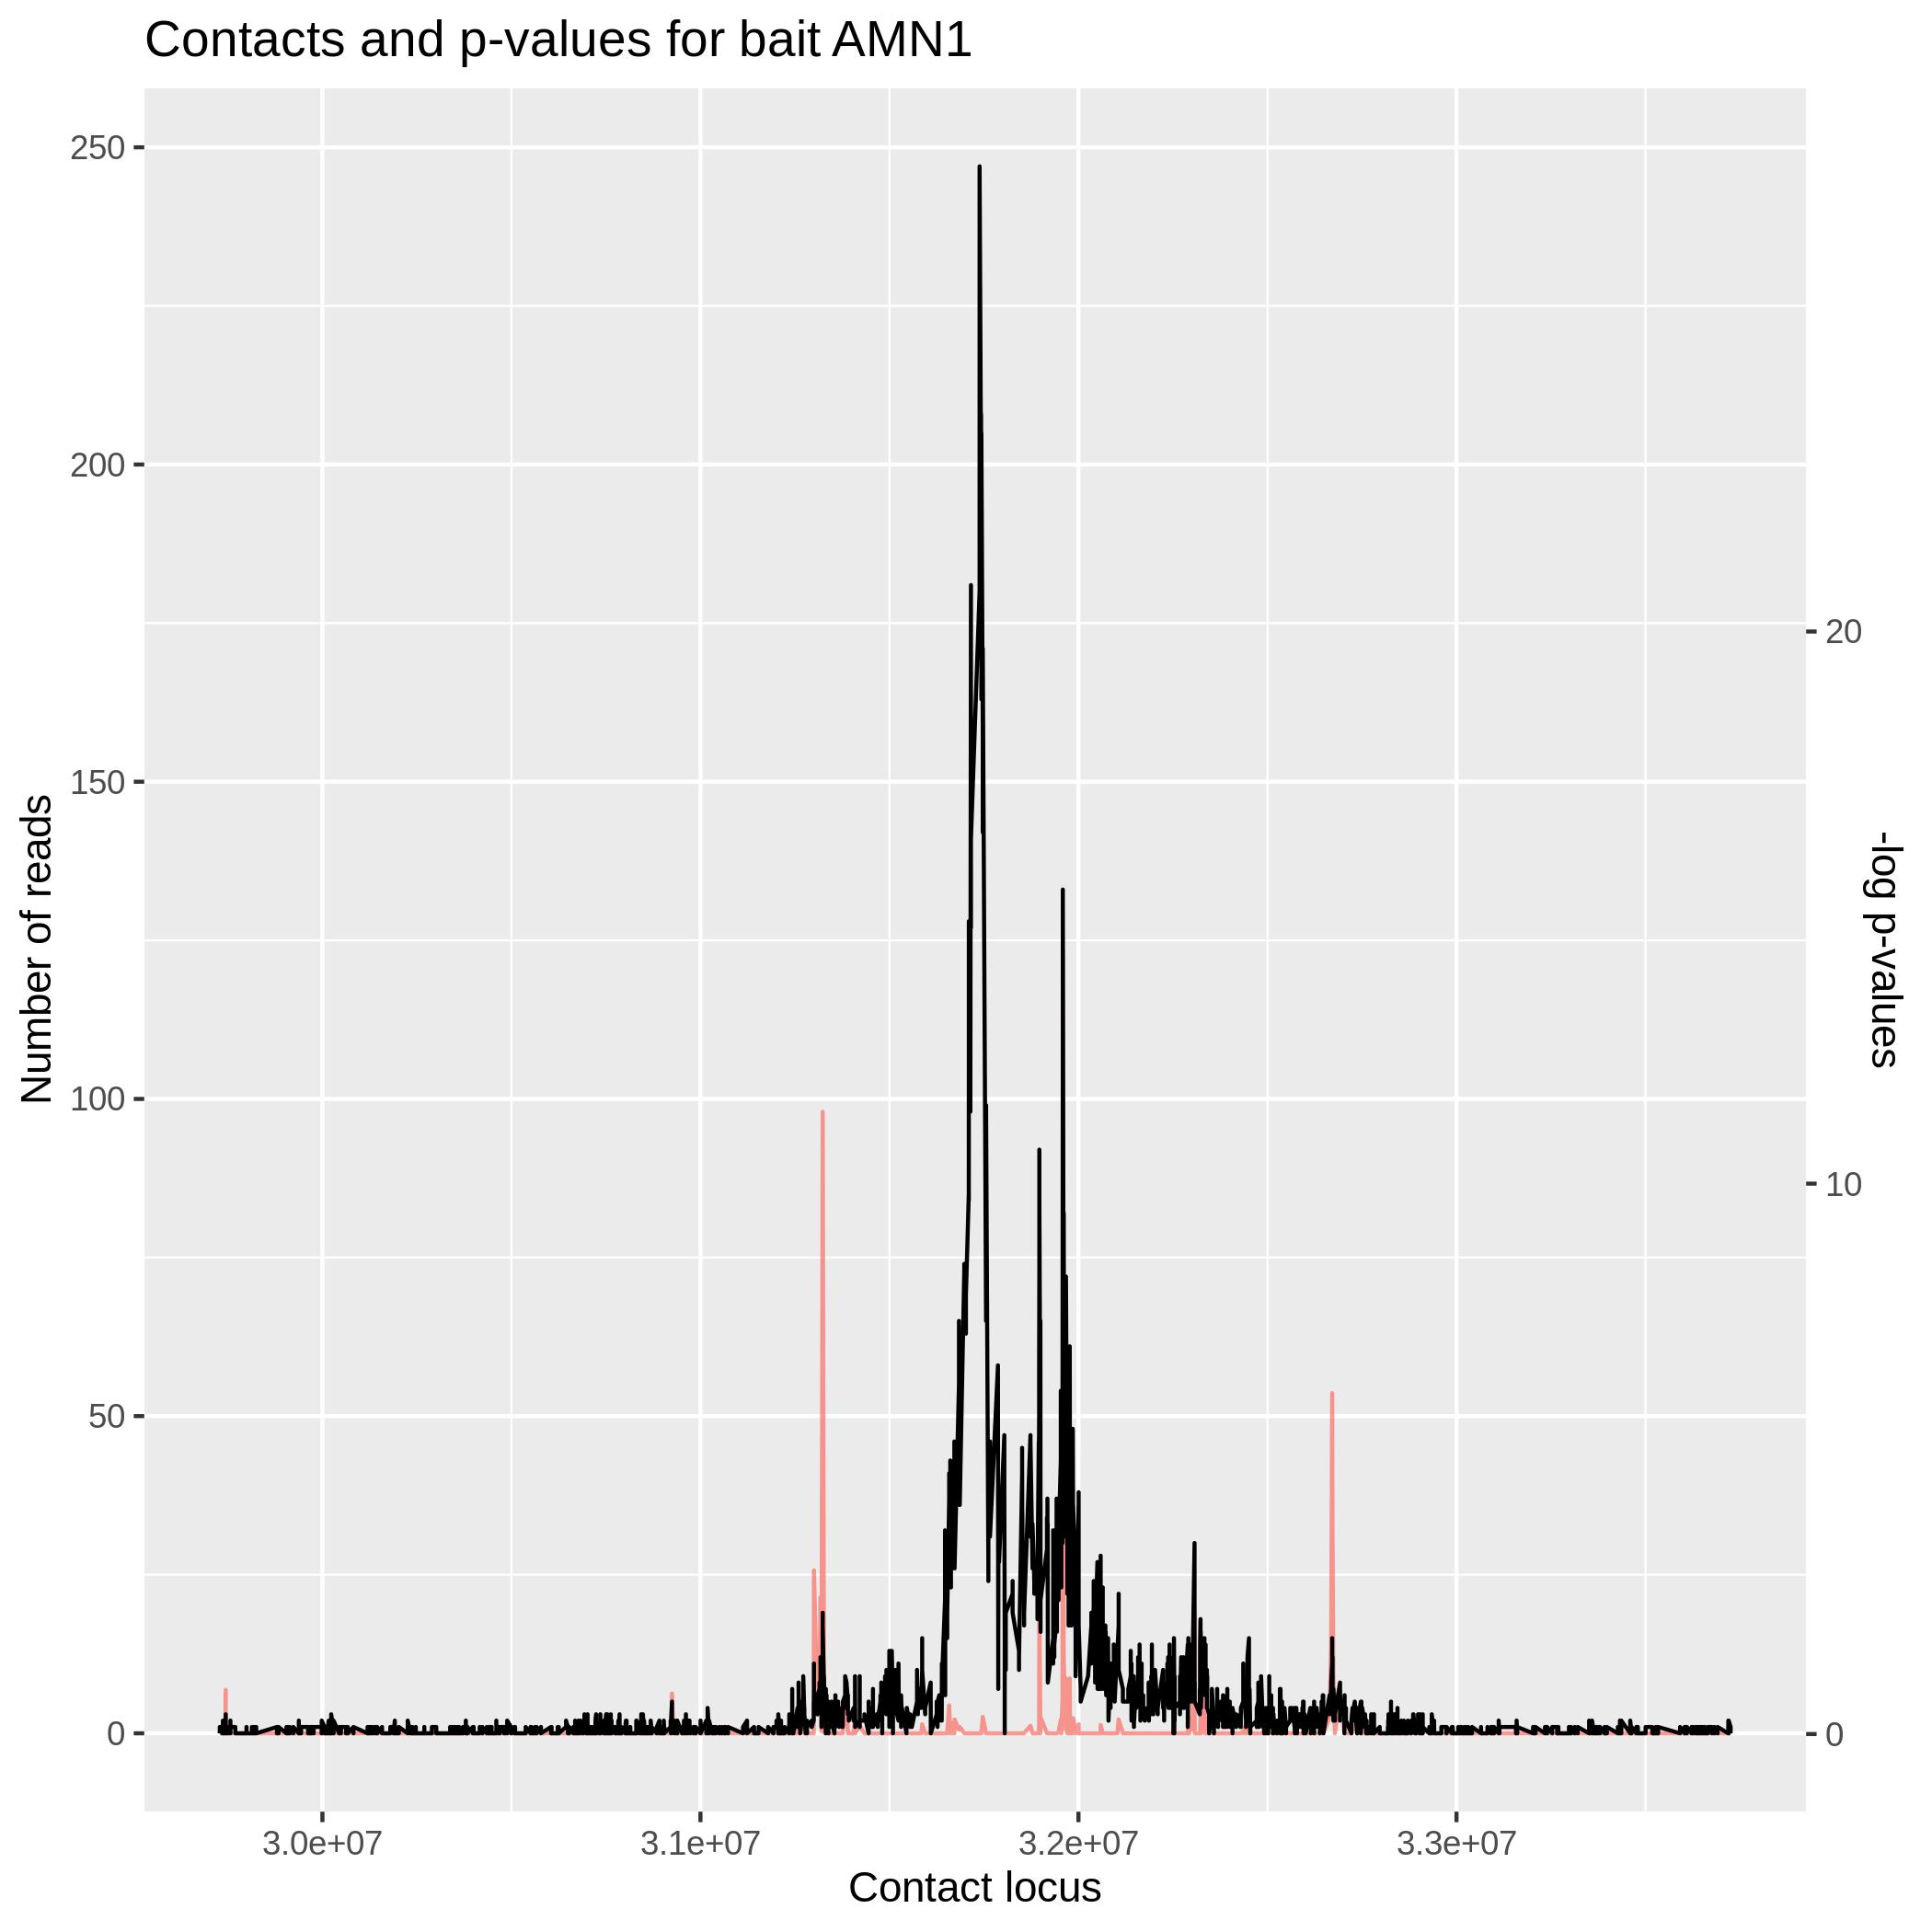 Contacts and p-values for bait AMN1
250
200
150
100
50
0
Number of reads
20
10
0
-log p-values
3.0e+07 3.1e+07 3.2e+07 3.3e+07
Contact locus